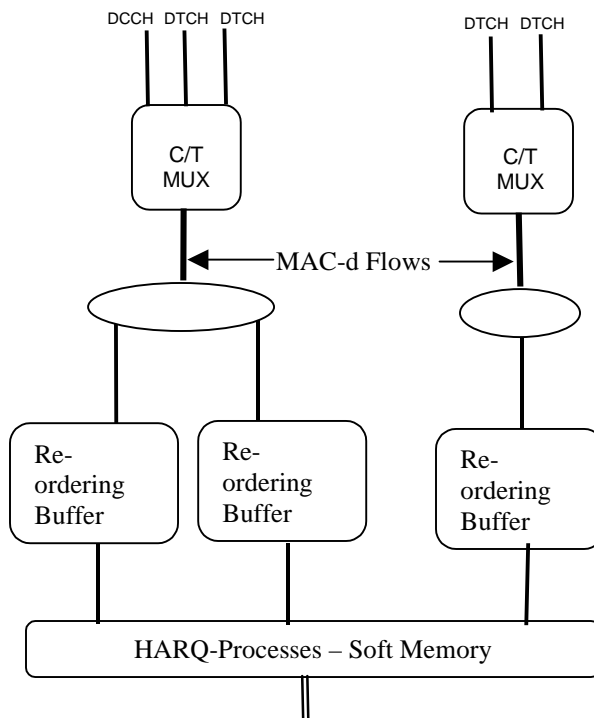 DCCH DTCH DTCH
DTCH DTCH
C/T
MUX
C/T
MUX
MAC-d Flows
Re-
ordering
Buffer
Re-
ordering
Buffer
Re-
ordering
Buffer
HARQ-Processes – Soft Memory